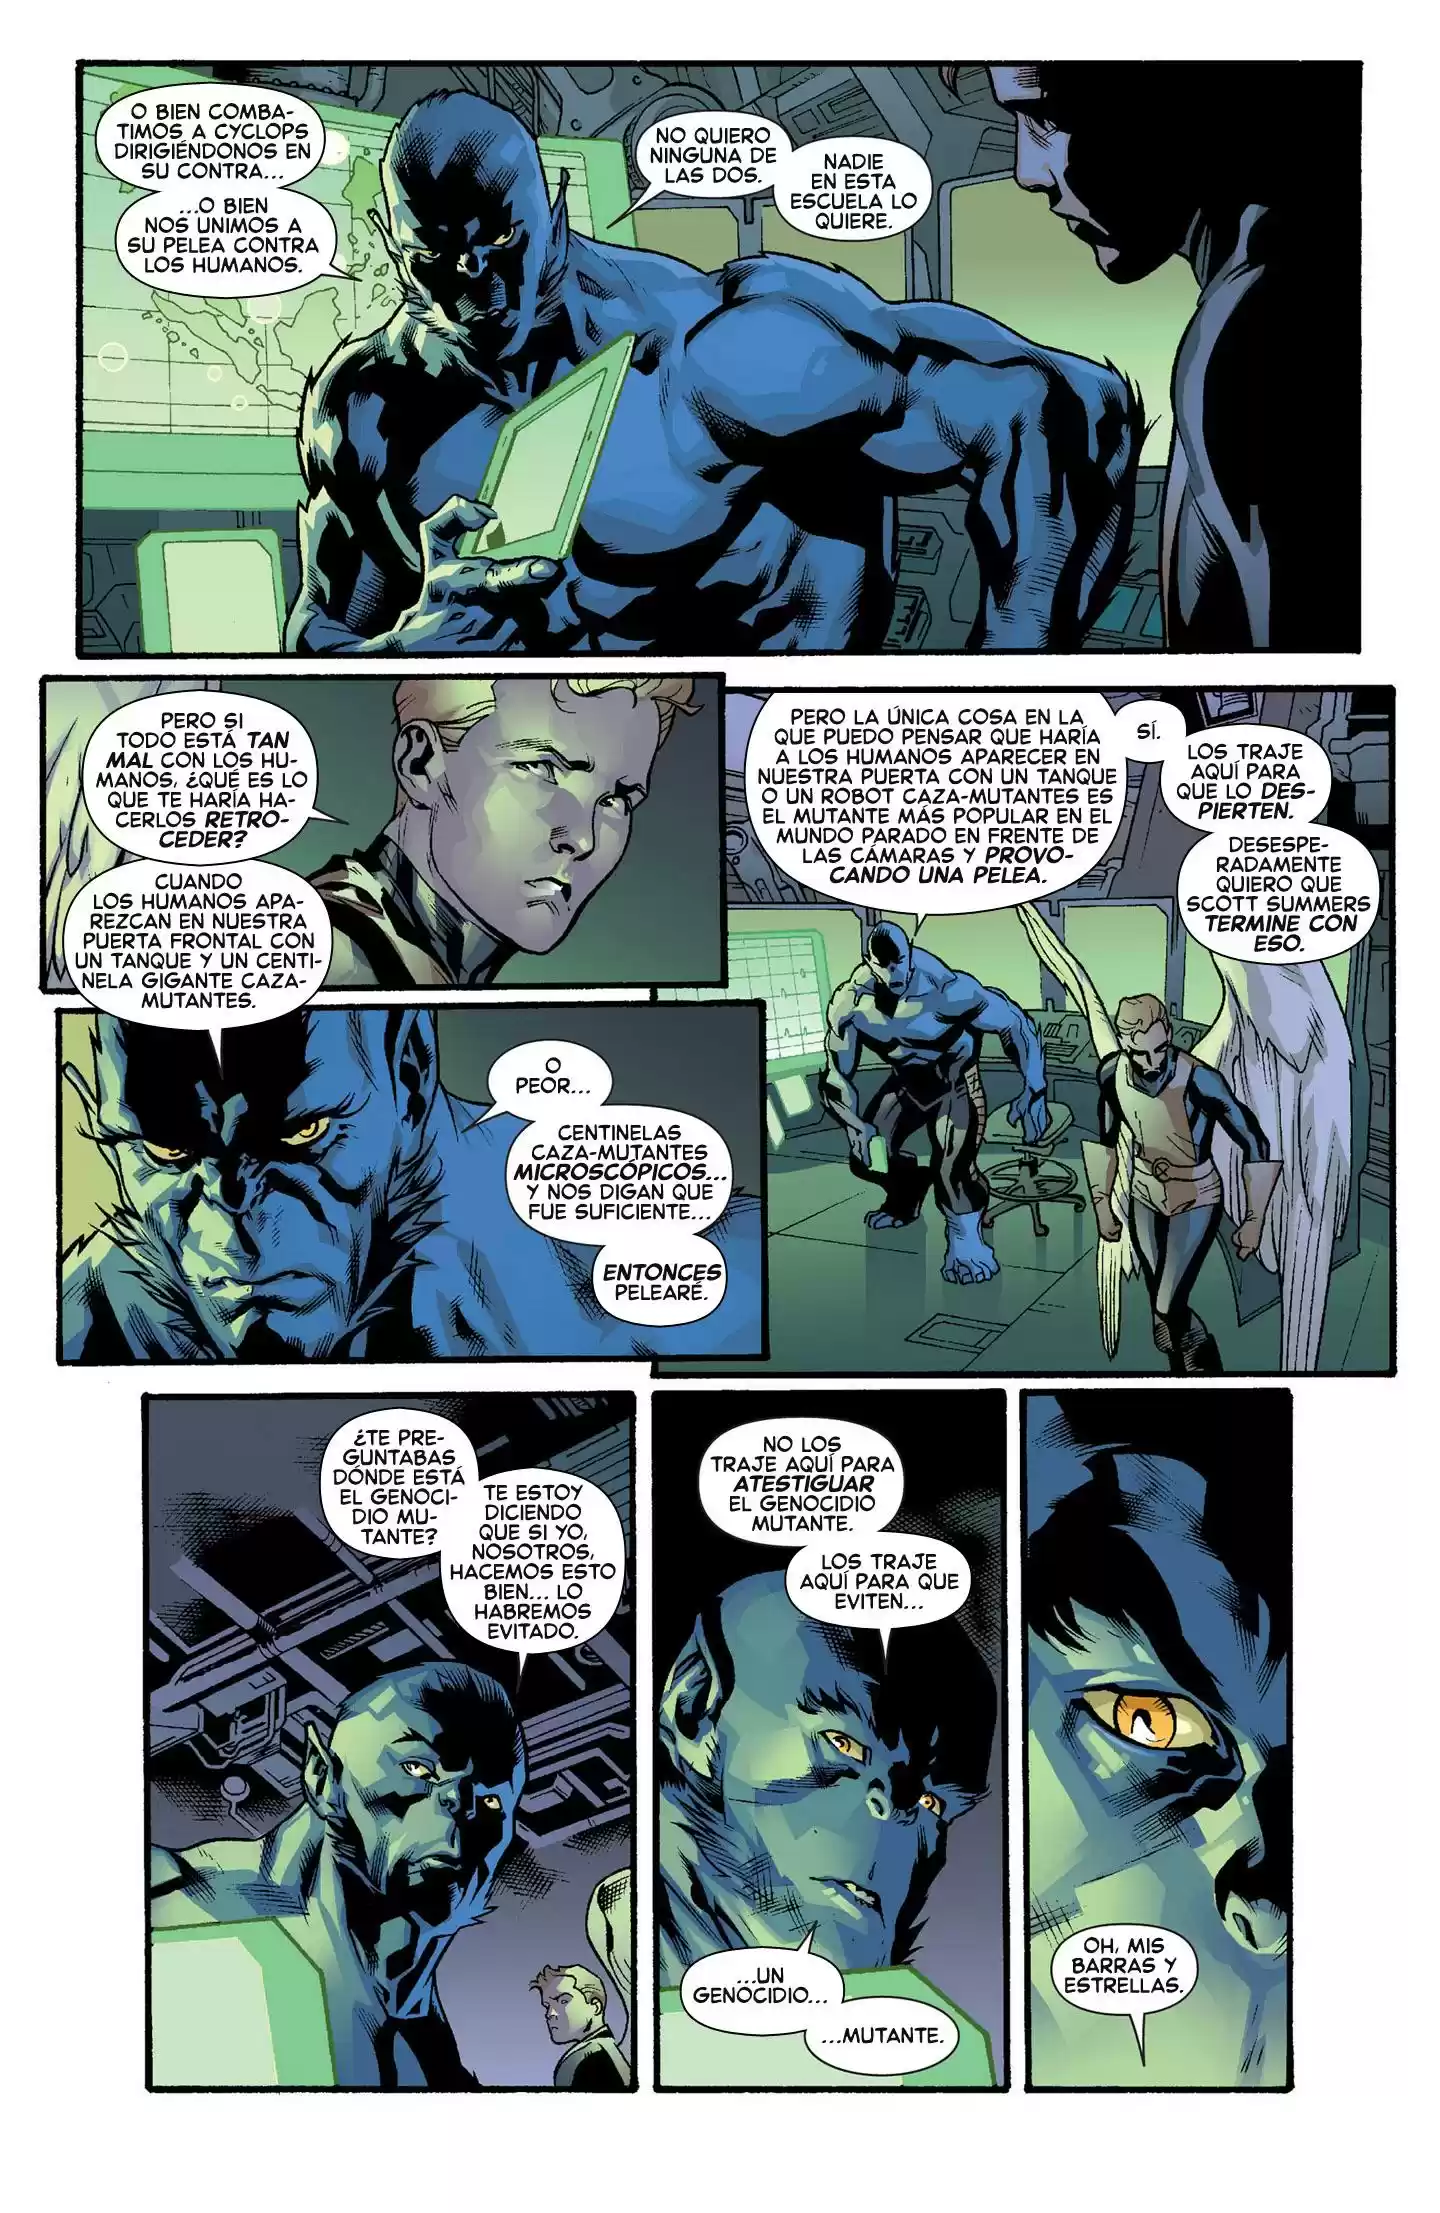 O BIEN COMBA-
TIMOS A CYCLOPS
DIRIGIÉNDONOS EN
SU CONTRA...
...O BIEN
NOS UNIMOS A
SU PELEA CONTRA
LOS HUMANOS.
NO QUIERO
NINGUNA DE
LAS DOS.
NADIE
EN ESTA
ESCUELA LO
QUIERE.
PERO SI
TODO ESTÁ TAN
MAL CON LOS HU-
MANOS, ¿QUÉ ES LO
QUE TE HARÍA HA-
CERLOS RETRO-
CEDER?
CUANDO
LOS HUMANOS APA-
REZCAN EN NUESTRA
PUERTA FRONTAL CON
UN TANQUE Y UN CENTI-
NELA GIGANTE CAZA-
MUTANTES.
O
PEOR...
CENTINELAS
CAZA-MUTANTES
MICROSCÓPICOS...
Y NOS DIGAN QUE
FUE SUFICIENTE...
ENTONCES
PELEARÉ.
PERO LA ÚNICA COSA EN LA
QUE PUEDO PENSAR QUE HARÍA
A LOS HUMANOS APARECER EN
NUESTRA PUERTA CON UN TANQUE
O UN ROBOT CAZA-MUTANTES ES
EL MUTANTE MÁS POPULAR EN EL
MUNDO PARADO EN FRENTE DE
LAS CÁMARAS Y PROVO-
CANDO UNA PELEA.
SÍ.
LOS TRAJE
AQUÍ PARA
QUE LO DES-
PIERTEN.
DESESPE-
RADAMENTE
QUIERO QUE
SCOTT SUMMERS
TERMINE CON
ESO.
¿TE PRE-
GUNTABAS
DÓNDE ESTÁ
EL GENOCI-
DIO MU-
TANTE?
TE ESTOY
DICIENDO
QUE SI YO,
NOSOTROS,
HACEMOS ESTO
BIEN... LO
HABREMOS
EVITADO.
NO LOS
TRAJE AQUÍ PARA
ATESTIGUAR
EL GENOCIDIO
MUTANTE.
LOS TRAJE
AQUÍ PARA QUE
EVITEN...
...UN
GENOCIDIO...
...MUTANTE.
OH, MIS
BARRAS Y
ESTRELLAS.